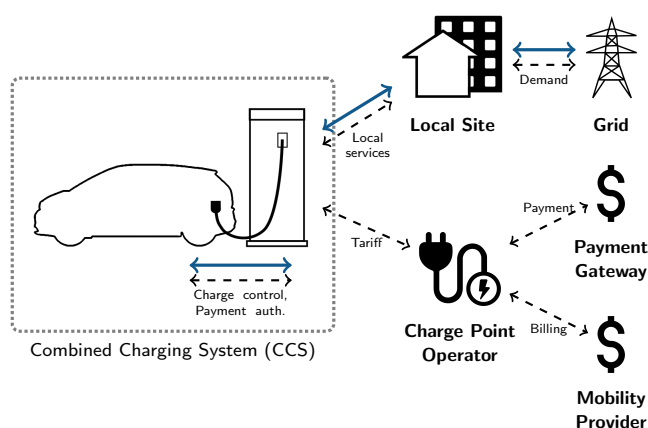 Demand
Local Site
Grid
Local
services
Payment
Tariff
Payment
Gateway
Charge control,
Payment auth.
Billing
Charge Point
Operator
Combined Charging System (CCS)
Mobility
Provider